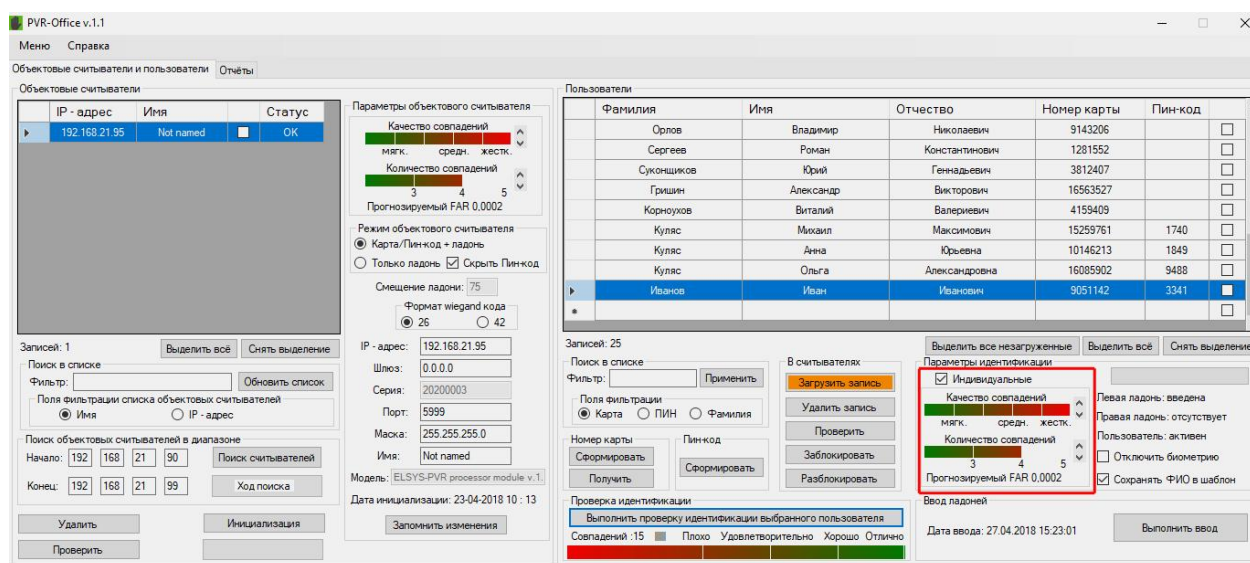 PVR-Office v.1.1
Меню Справка
Объектовые считыватели и пользователи Отчёты
Объектовые считыватели
IP - адрес Имя Статус
192.168.21.95 Not named OK
Записей: 1
Выделить всё Снять выделение
Поиск в списке
Фильтр: Обновить список
Поля фильтрации списка объектовых считывателей
Имя IP - адрес
Поиск объектовых считывателей в диапазоне
Начало: 192 168 21 90 Поиск считывателей
Конец: 192 168 21 99 Ход поиска
Удалить Инициализация
Проверить
Параметры объектового считывателя
Качество совпадений
мягк. средн. жестк.
Количество совпадений
3 4 5
Прогнозируемый FAR 0,0002
Режим объектового считывателя
Карта/Пин-код + ладонь
Только ладонь Скрыть Пин-код
Смещение ладони: 75
Формат wiegand кода
26 42
IP - адрес: 192.168.21.95
Шлюз: 0.0.0.0
Серия: 20200003
Порт: 5999
Маска: 255.255.255.0
Имя: Not named
Модель: ELSYS-PVR processor module v.1.
Дата инициализации: 23-04-2018 10 : 13
Запомнить изменения
Пользователи
Фамилия Имя Отчество Номер карты Пин-код
Орлов Владимир Николаевич 9143206
Сергеев Роман Константинович 1281552
Суконщиков Юрий Геннадьевич 3812407
Гришин Александр Викторович 16563527
Корноухов Виталий Валериевич 4159409
Куляс Михаил Максимович 15259761 1740
Куляс Анна Юрьевна 10146213 1849
Куляс Ольга Александровна 16085902 9488
Иванов Иван Иванович 9051142 3341
Записей: 25
Выделить все незагруженные Выделить всё Снять выделение
Поиск в списке
Фильтр: Применить
Поля фильтрации
Карта ПИН Фамилия
Номер карты
Сформировать
Получить
Пин-код
Сформировать
В считывателях
Загрузить запись
Удалить запись
Проверить
Заблокировать
Разблокировать
Параметры идентификации
Индивидуальные
Качество совпадений
мягк. средн. жестк.
Количество совпадений
3 4 5
Прогнозируемый FAR 0,0002
Левая ладонь: введена
Правая ладонь: отсутствует
Пользователь: активен
Отключить биометрию
Сохранять ФИО в шаблон
Проверка идентификации
Выполнить проверку идентификации выбранного пользователя
Совпадений :15 Плохо Удовлетворительно Хорошо Отлично
Ввод ладоней
Дата ввода: 27.04.2018 15:23:01 Выполнить ввод